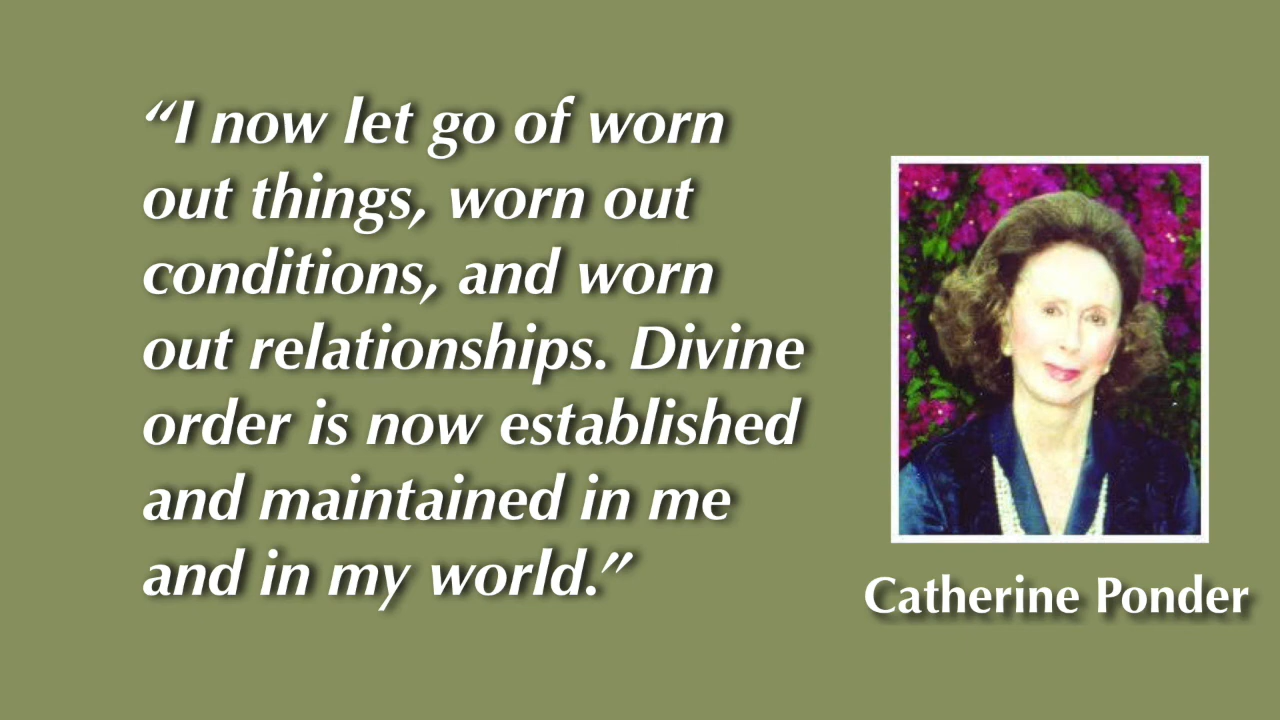 “I now let go of worn
out things, worn out
conditions, and worn
out relationships. Divine
order is now established
and maintained in me
and in my world.”
Catherine Ponder